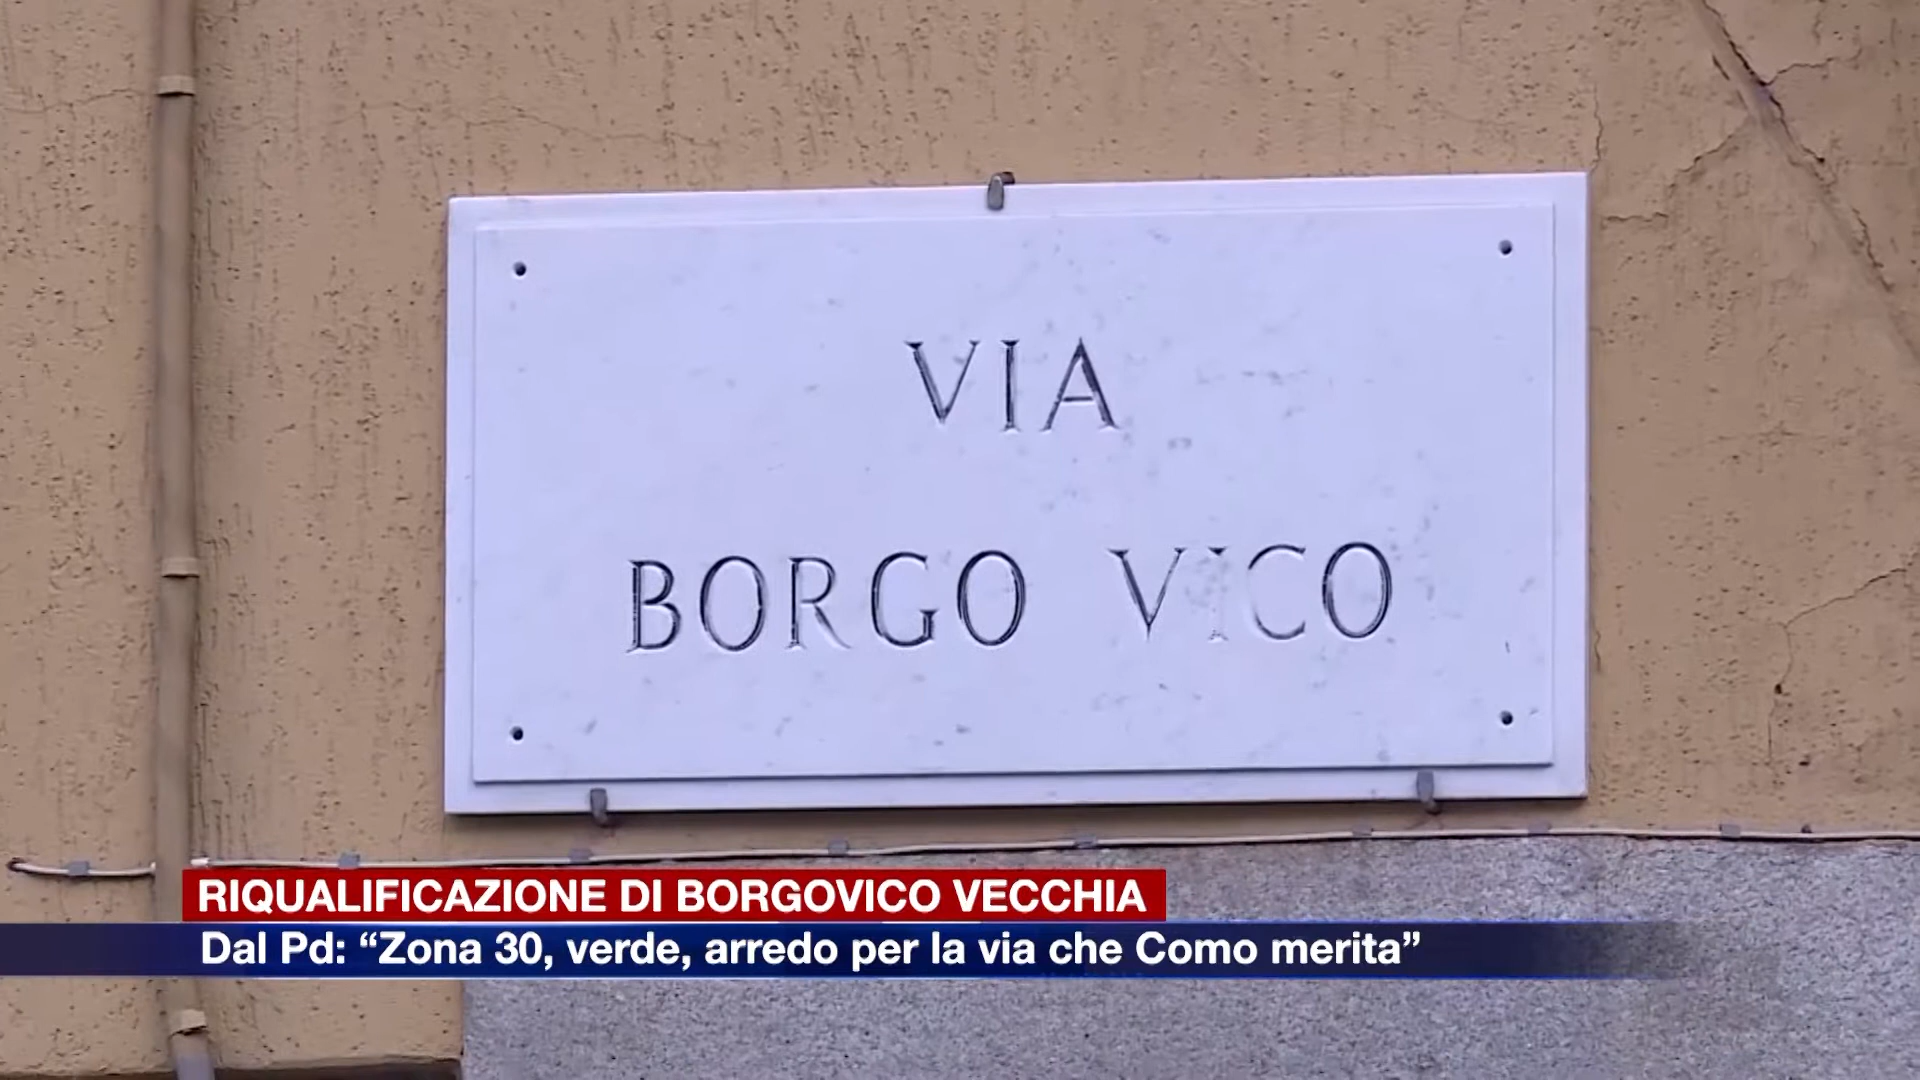 VIA
BORGO VICO
RIQUALIFICAZIONE DI BORGOVICO VECCHIA
Dal Pd: “Zona 30, verde, arredo per la via che Como merita”